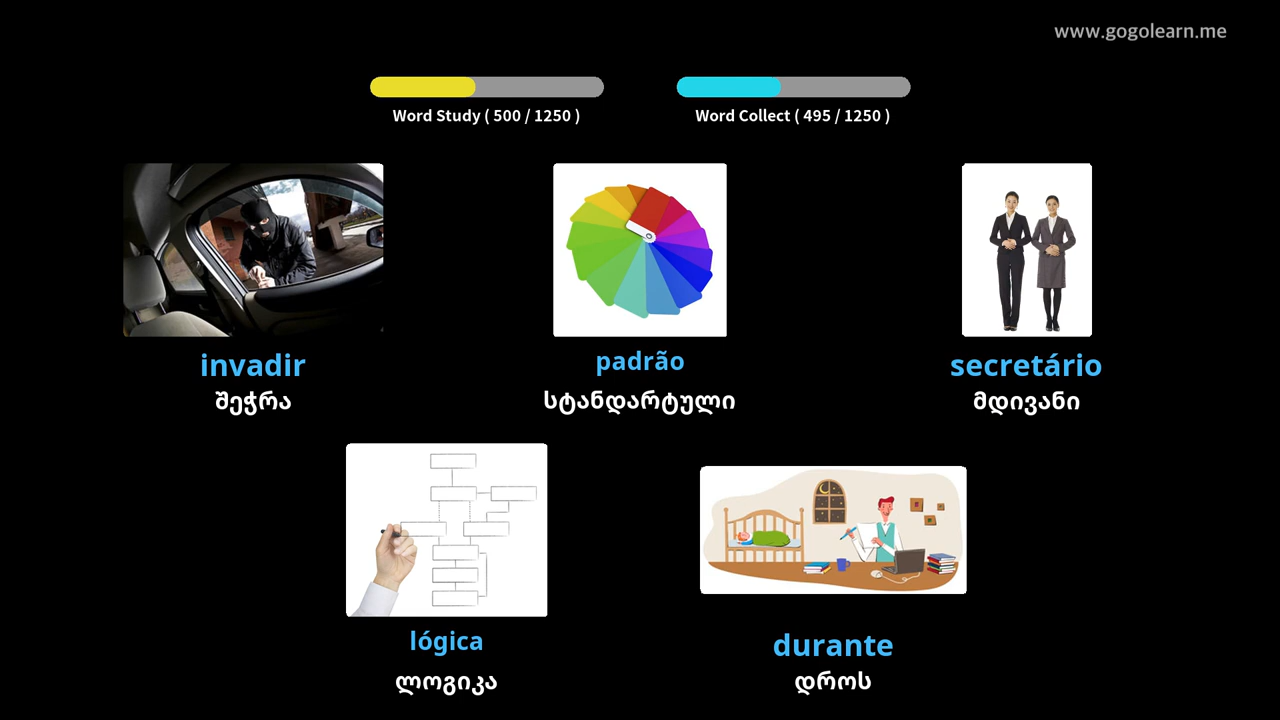 www.gogolearn.me
Word Study ( 500 / 1250 )
Word Collect ( 495 / 1250 )
invadir
შეჭრა
padrão
სტანდარტული
secretário
მდივანი
lógica
ლოგიკა
durante
დროს